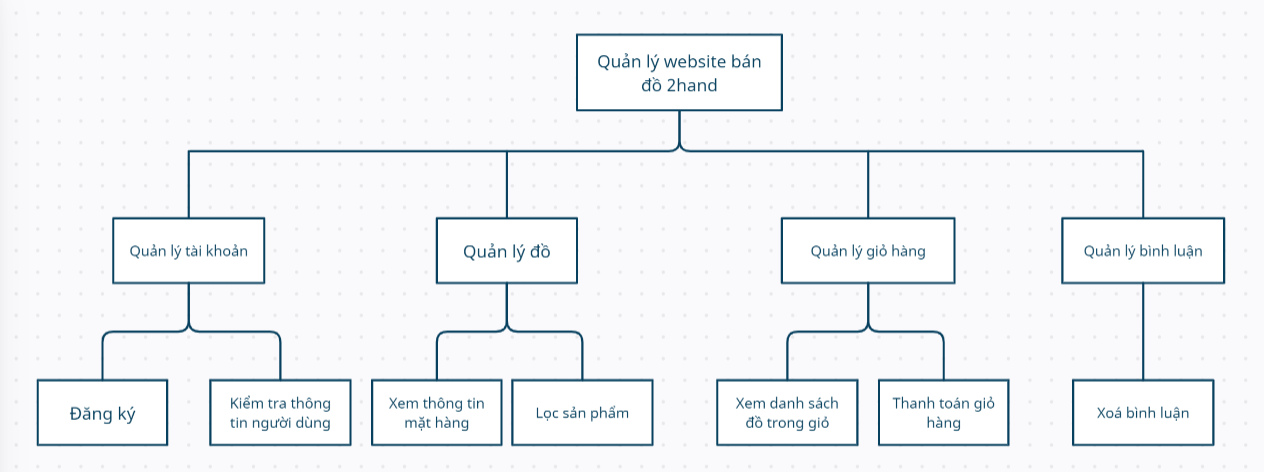 Quản lý website bán
đồ 2hand
Quản lý tài khoản
Quản lý đồ
Quản lý giỏ hàng
Quản lý bình luận
Đăng ký
Kiểm tra thông
tin người dùng
Xem thông tin
mặt hàng
Lọc sản phẩm
Xem danh sách
đồ trong giỏ
Thanh toán giỏ
hàng
Xoá bình luận